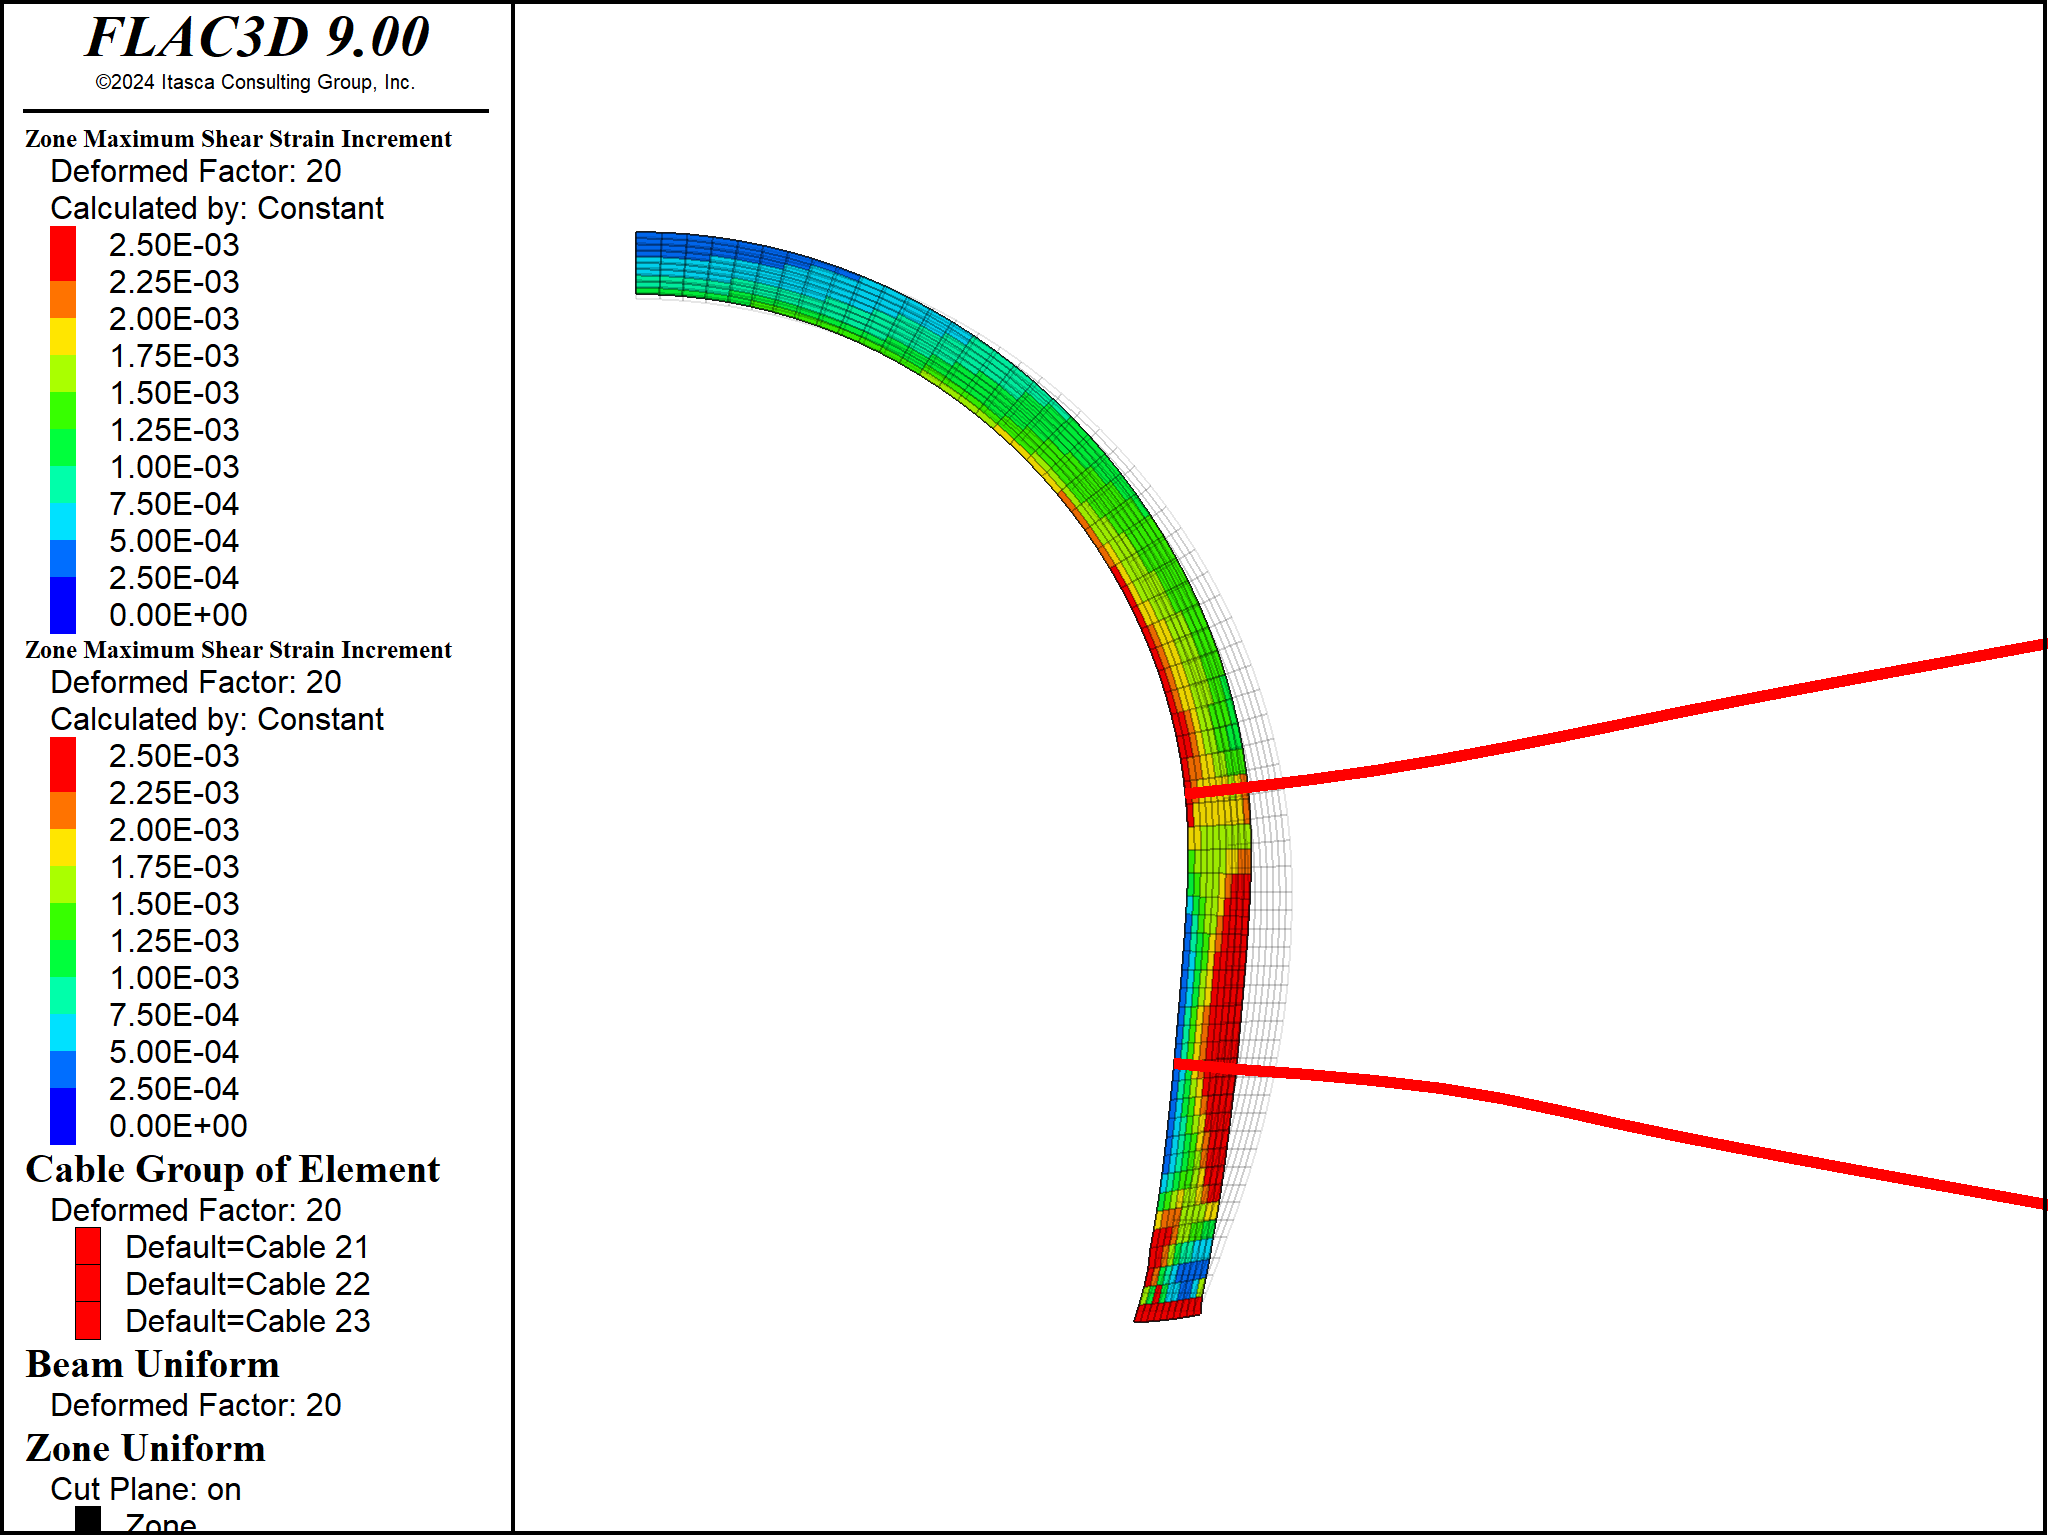 FLAC3D 9.00
©2024 Itasca Consulting Group, Inc.
Zone Maximum Shear Strain Increment
Deformed Factor: 20
Calculated by: Constant
2.50E-03
2.25E-03
2.00E-03
1.75E-03
1.50E-03
1.25E-03
1.00E-03
7.50E-04
5.00E-04
2.50E-04
0.00E+00
Zone Maximum Shear Strain Increment
Deformed Factor: 20
Calculated by: Constant
2.50E-03
2.25E-03
2.00E-03
1.75E-03
1.50E-03
1.25E-03
1.00E-03
7.50E-04
5.00E-04
2.50E-04
0.00E+00
Cable Group of Element
Deformed Factor: 20
Default=Cable 21
Default=Cable 22
Default=Cable 23
Beam Uniform
Deformed Factor: 20
Zone Uniform
Cut Plane: on
Zone